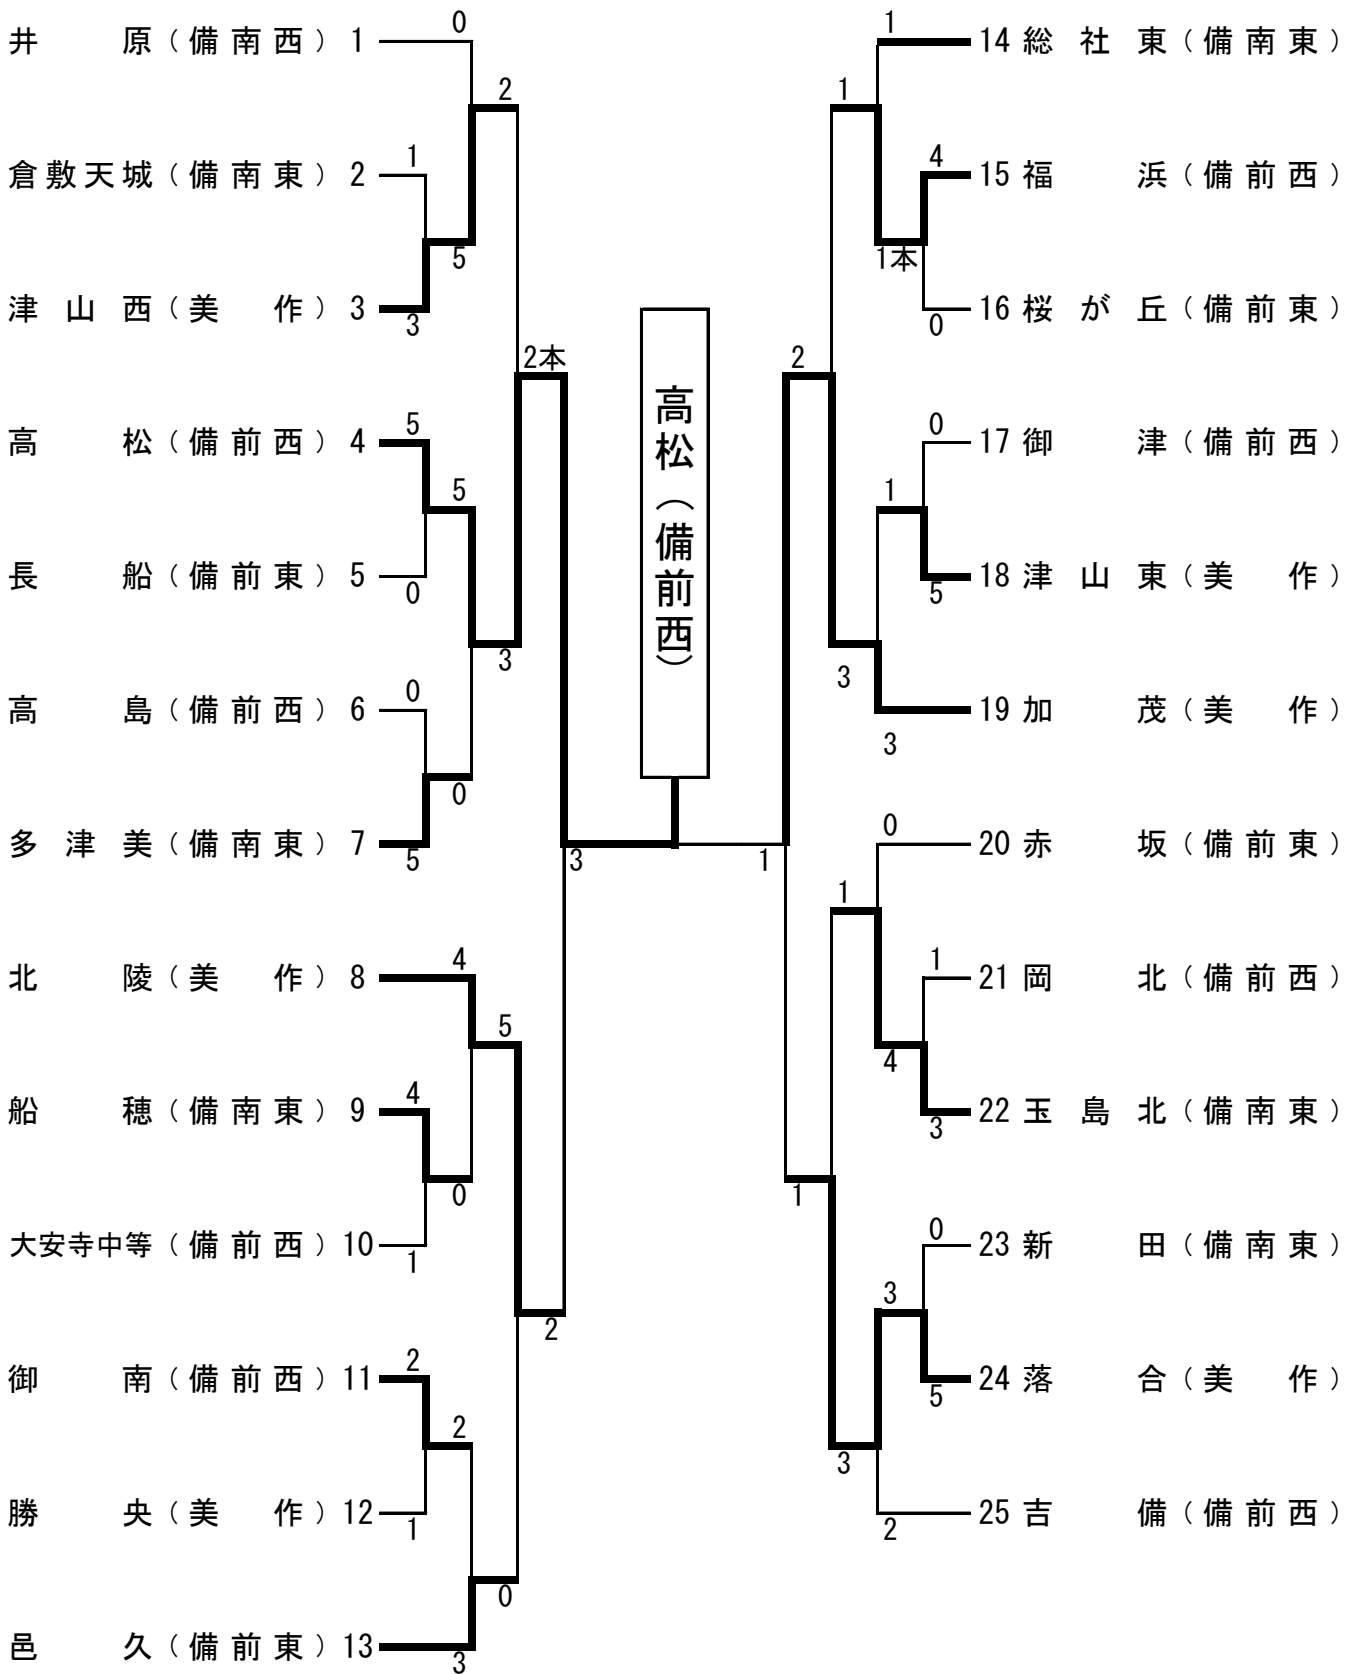 井原（備南西）1
0
2
倉敷天城（備南東）2
1
5
津山西（美作）3
3
2本
高松（備前西）4
5
5
長船（備前東）5
0
3
高島（備前西）6
0
0
多津美（備南東）7
5
3
北陵（美作）8
4
5
船穂（備南東）9
4
0
大安寺中等（備前西）10
1
2
御南（備前西）11
2
2
勝央（美作）12
1
0
邑久（備前東）13
3
高松（備前西）
1
14 総社東（備南東）
1
4
15 福浜（備前西）
1本
0
16 桜が丘（備前東）
2
0
17 御津（備前西）
1
5
18 津山東（美作）
3
3
19 加茂（美作）
1
0
20 赤坂（備前東）
1
1
21 岡北（備前西）
4
3
22 玉島北（備南東）
1
0
23 新田（備南東）
3
5
24 落合（美作）
3
2
25 吉備（備前西）